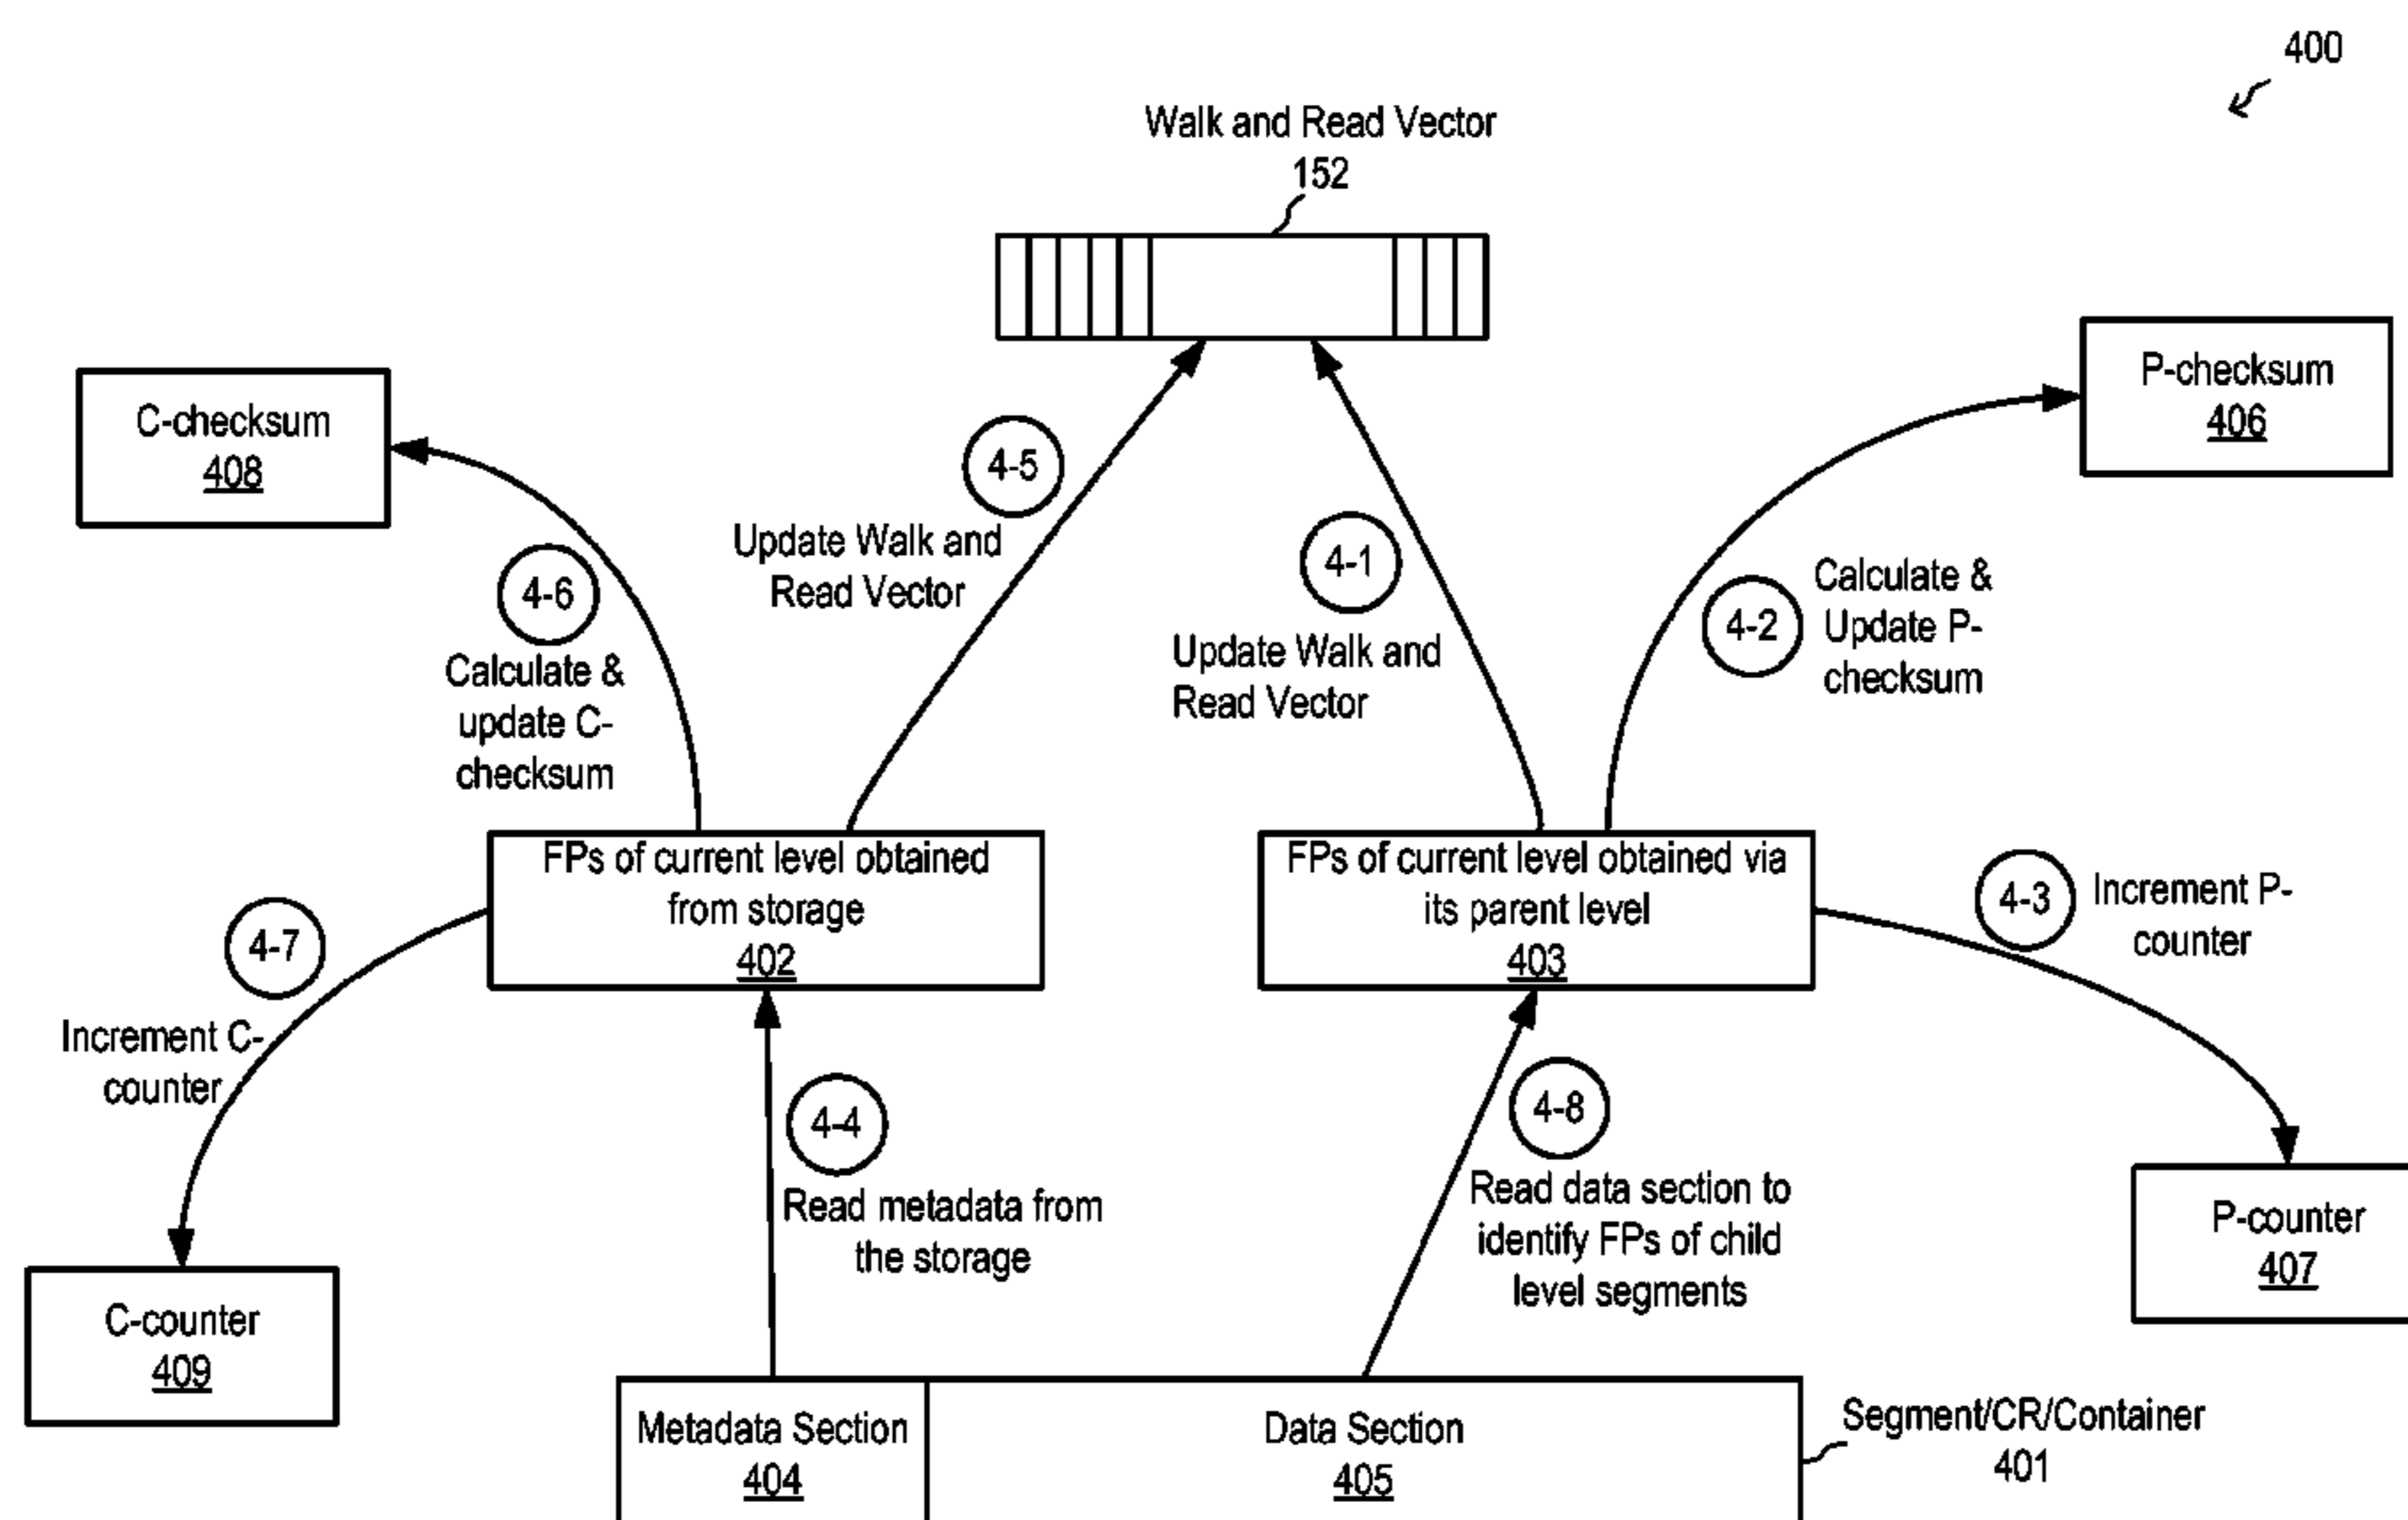 400
Walk and Read Vector
152
P-checksum
406
C-checksum
408
4-5
Update Walk and
Read Vector
4-1
Update Walk and
Read Vector
4-2
Calculate &
Update P-
checksum
4-6
Calculate &
update C-
checksum
FPs of current level obtained
from storage
402
FPs of current level obtained via
its parent level
403
4-3
Increment P-
counter
4-7
Increment C-
counter
4-4
Read metadata from
the storage
4-8
Read data section to
identify FPs of child
level segments
P-counter
407
C-counter
409
Metadata Section
404
Data Section
405
Segment/CR/Container
401